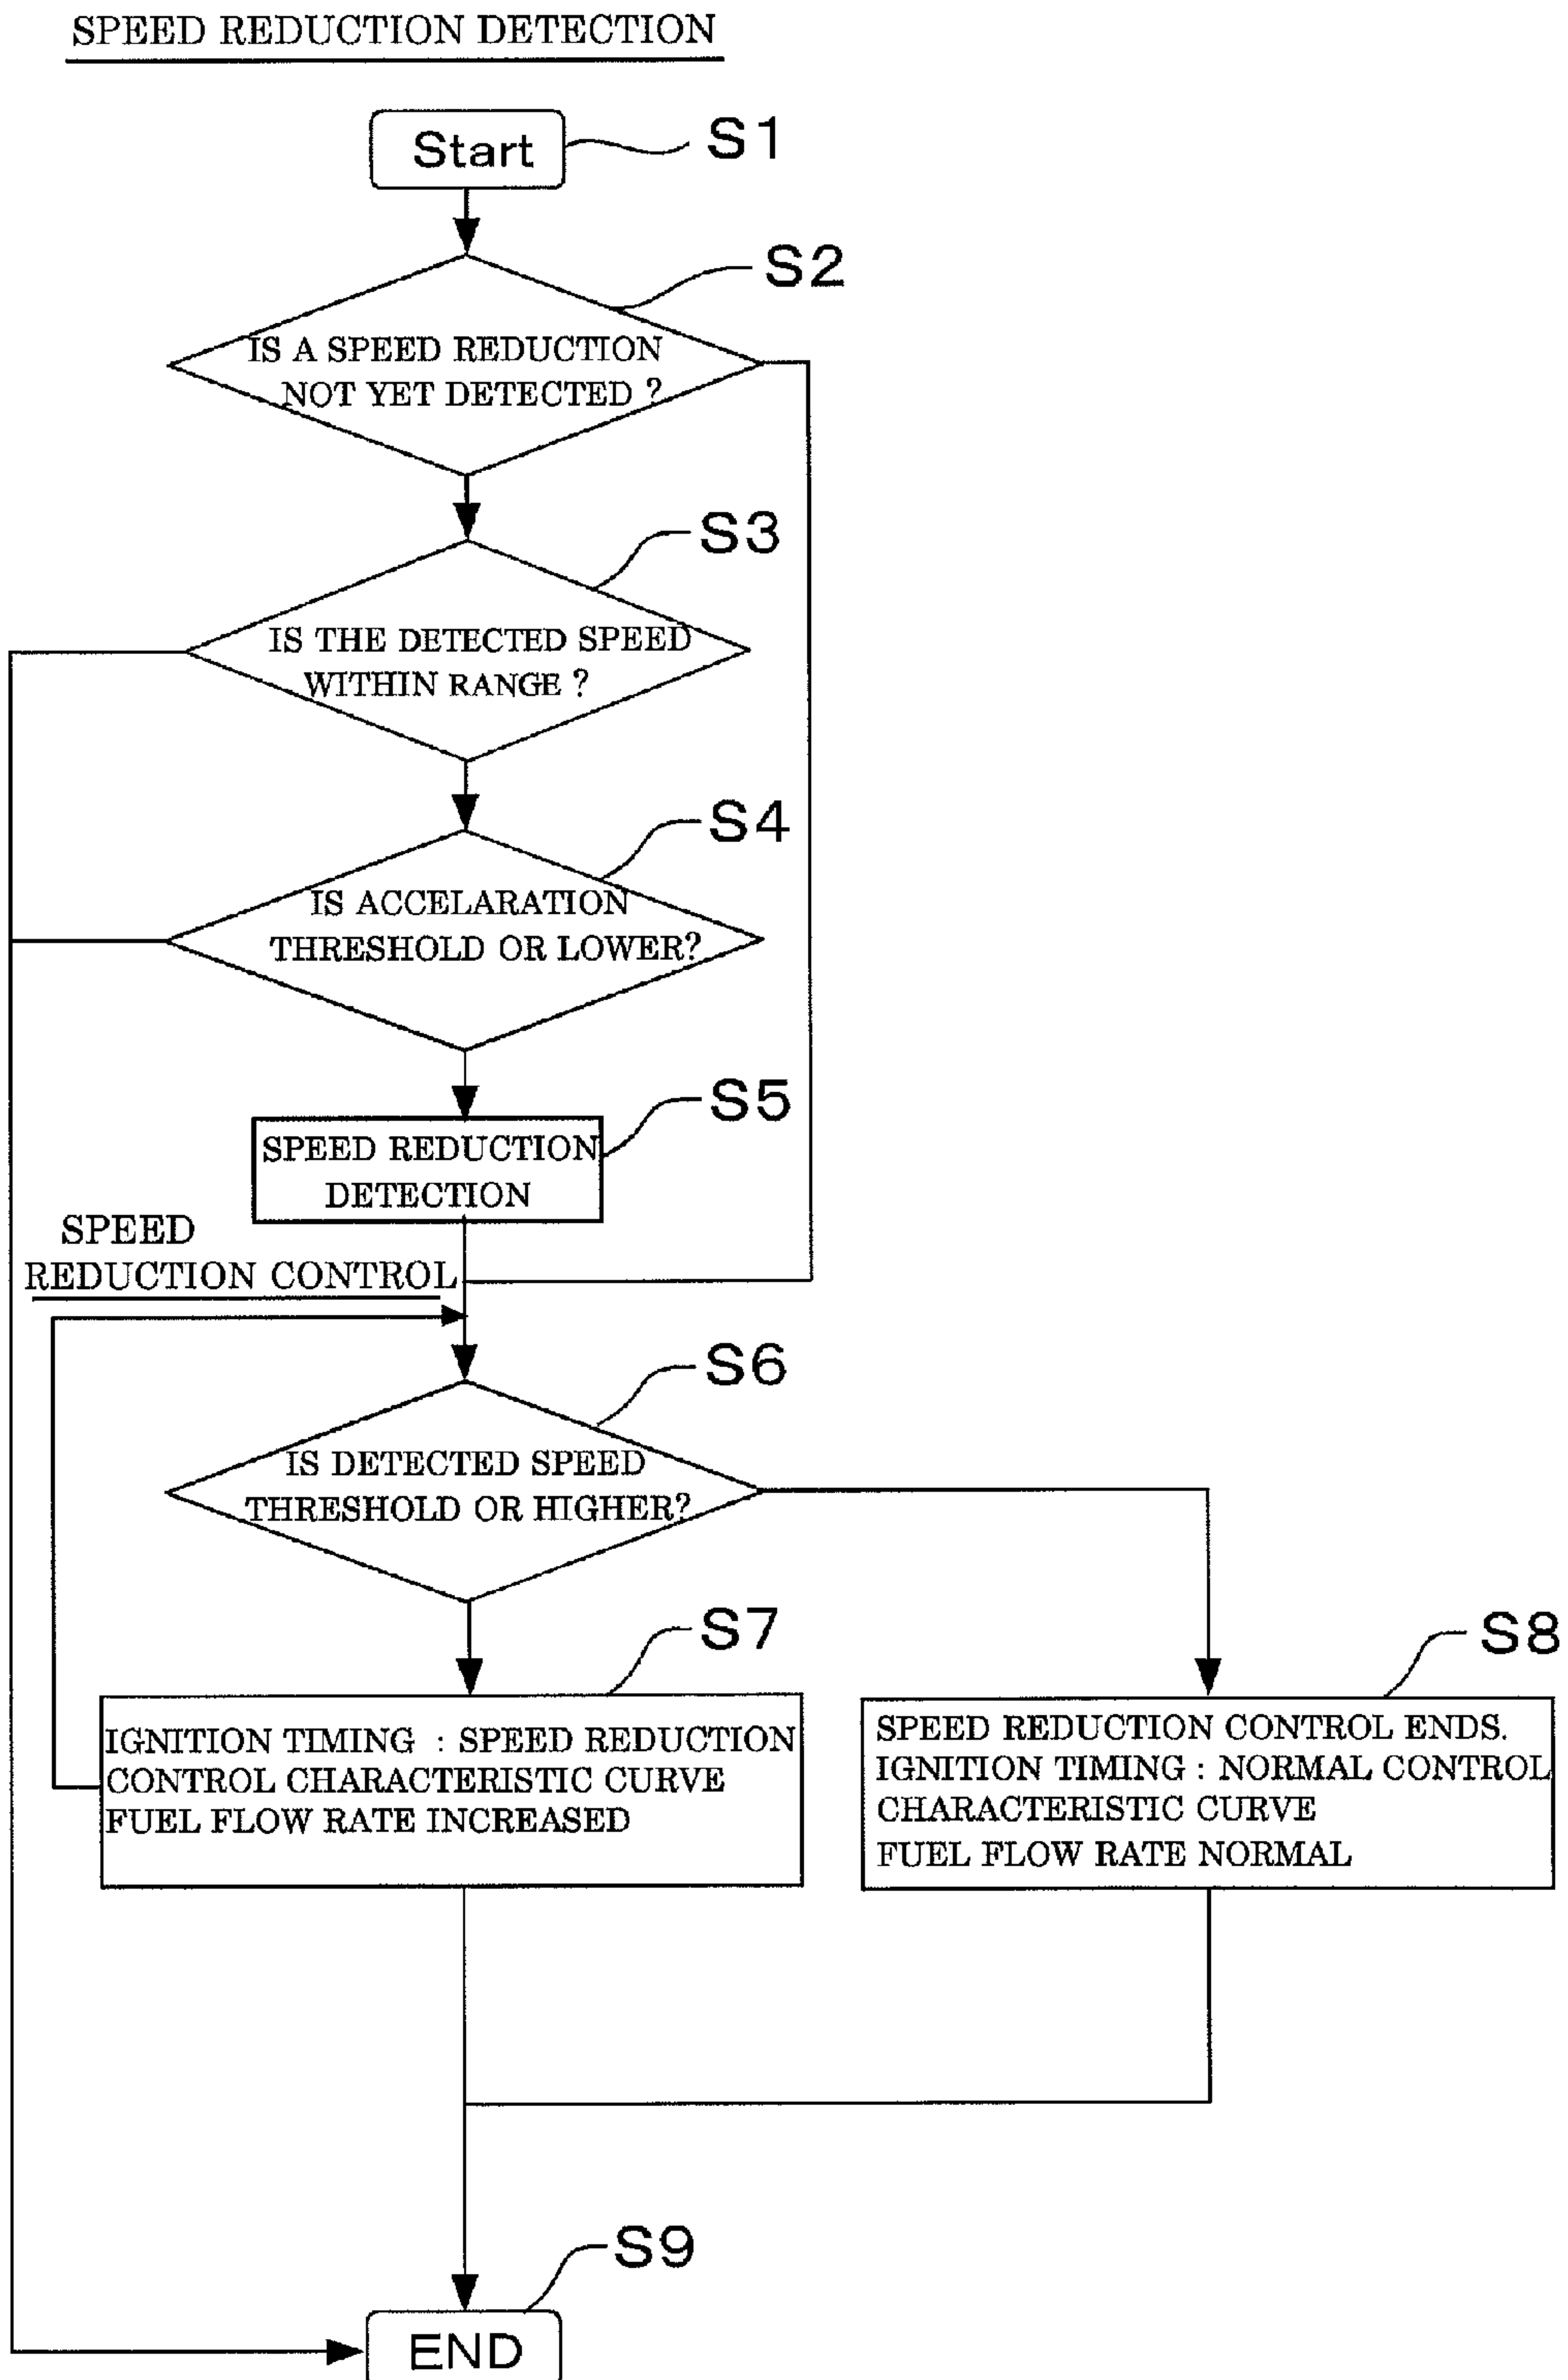 SPEED REDUCTION DETECTION
Start
S1
S2
IS A SPEED REDUCTION
NOT YET DETECTED ?
S3
IS THE DETECTED SPEED
WITHIN RANGE ?
S4
IS ACCELARATION
THRESHOLD OR LOWER?
S5
SPEED REDUCTION
DETECTION
SPEED
REDUCTION CONTROL
S6
IS DETECTED SPEED
THRESHOLD OR HIGHER?
S7
IGNITION TIMING : SPEED REDUCTION
CONTROL CHARACTERISTIC CURVE
FUEL FLOW RATE INCREASED
S8
SPEED REDUCTION CONTROL ENDS.
IGNITION TIMING : NORMAL CONTROL
CHARACTERISTIC CURVE
FUEL FLOW RATE NORMAL
S9
END